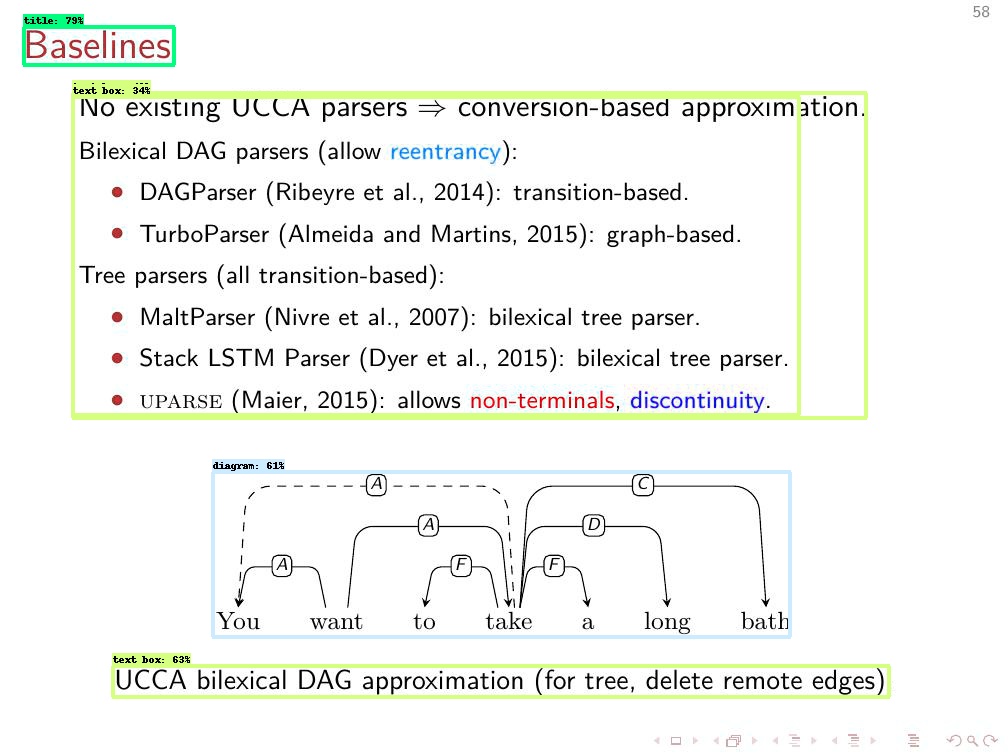 58
title: 79%
Baselines
text box: 34%
No existing UCCA parsers ⇒ conversion-based approximation.
Bilexical DAG parsers (allow reentrancy):
• DAGParser (Ribeyre et al., 2014): transition-based.
• TurboParser (Almeida and Martins, 2015): graph-based.
Tree parsers (all transition-based):
• MaltParser (Nivre et al., 2007): bilexical tree parser.
• Stack LSTM Parser (Dyer et al., 2015): bilexical tree parser.
• UPARSE (Maier, 2015): allows non-terminals, discontinuity.
diagram: 61%
A C
A D
A F F
You want to take a long bath
text box: 63%
UCCA bilexical DAG approximation (for tree, delete remote edges)